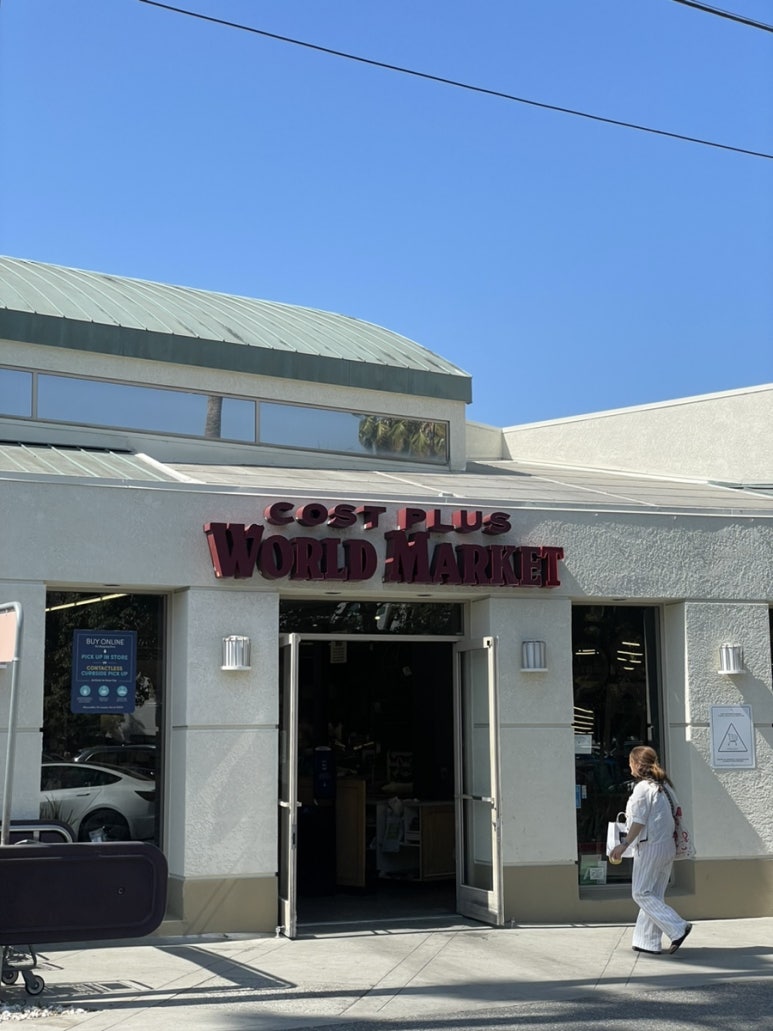 COST PLUS
WORLD MARKET
BUY ONLINE
PICK UP IN STORE
CONTACTLESS
CURBSIDE PICK UP